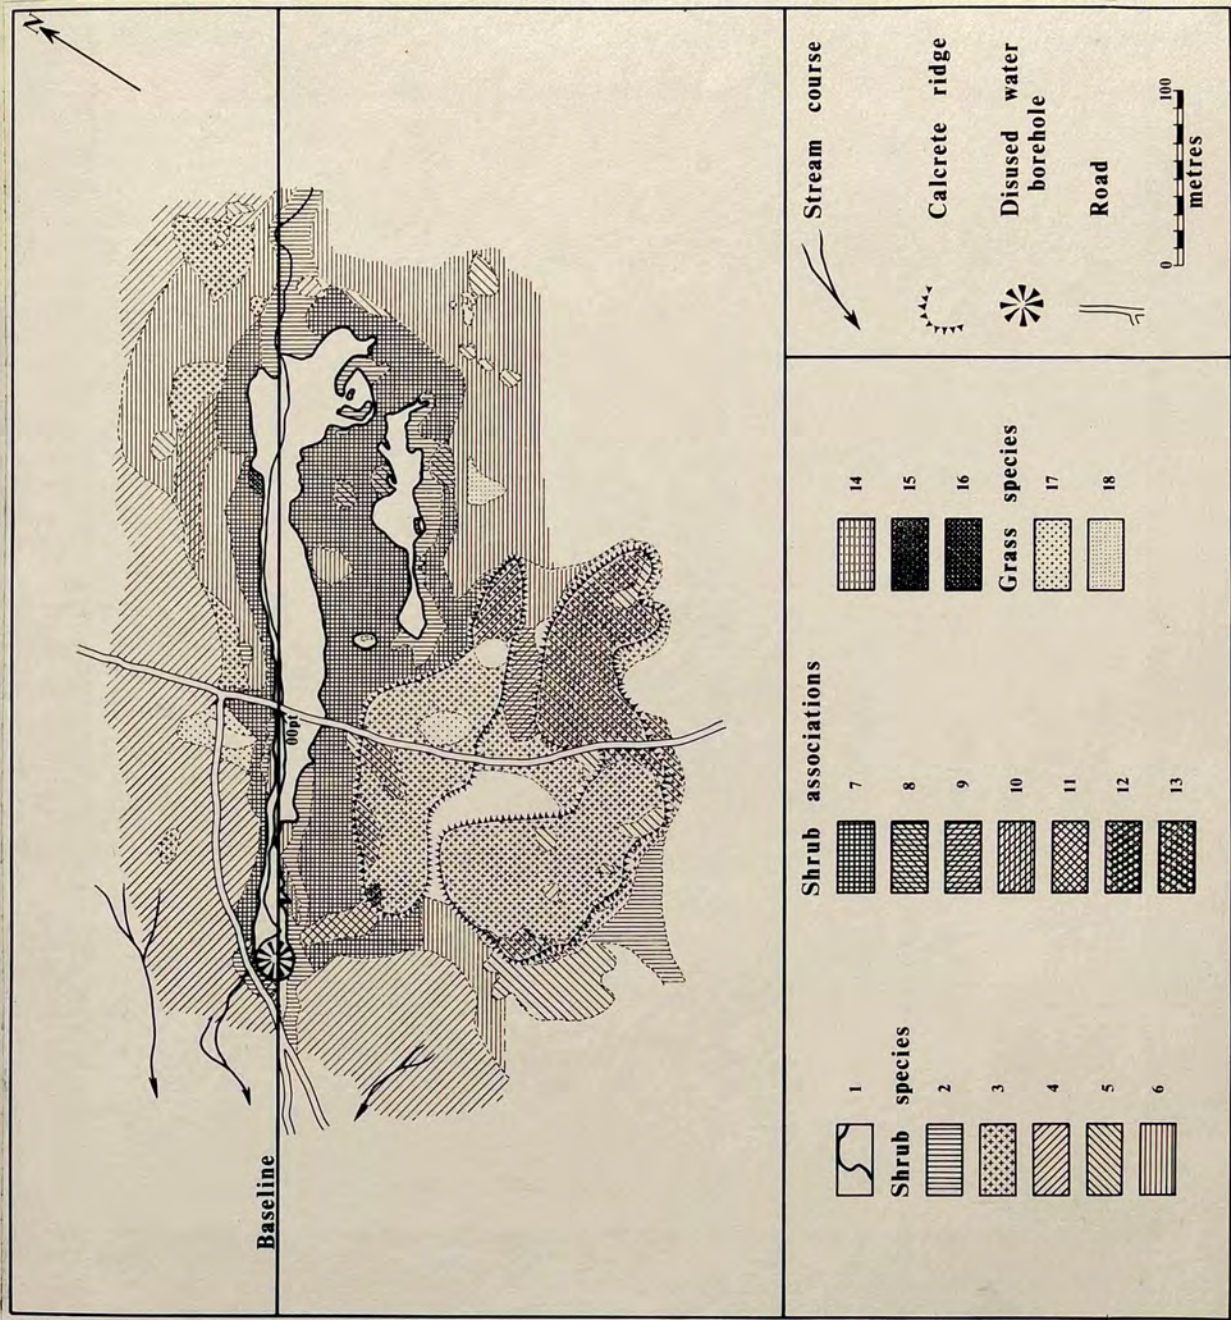 N
Baseline
00pt
1
Shrub species
2
3
4
5
6
Shrub associations
7
8
9
10
11
12
13
14
15
16
Grass species
17
18
Stream course
Calcrete ridge
Disused water
borehole
Road
0 100
metres